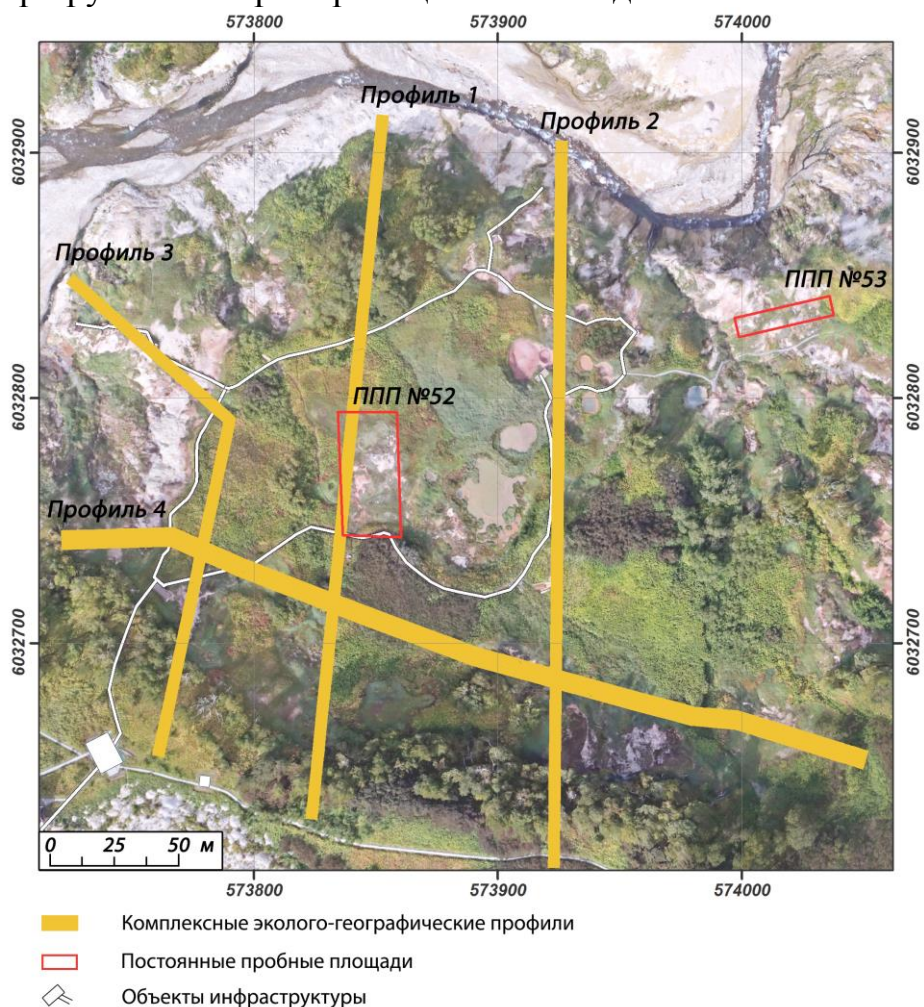 573800 573900 574000
Профиль 1
Профиль 2
6032900 6032900
Профиль 3
ППП №53
6032800 6032800
ППП №52
Профиль 4
6032700 6032700
0 25 50 м
573800 573900 574000
Комплексные эколого-географические профили
Постоянные пробные площади
Объекты инфраструктуры